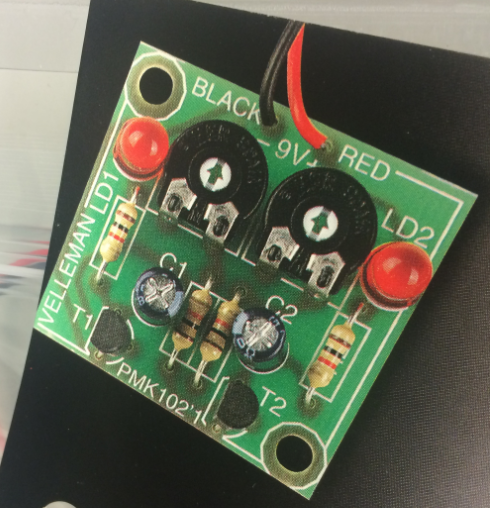 BLACK
- 9V+
RED
LD1
LD2
VELLEMAN
C1
C2
T1
T2
PMK102'1